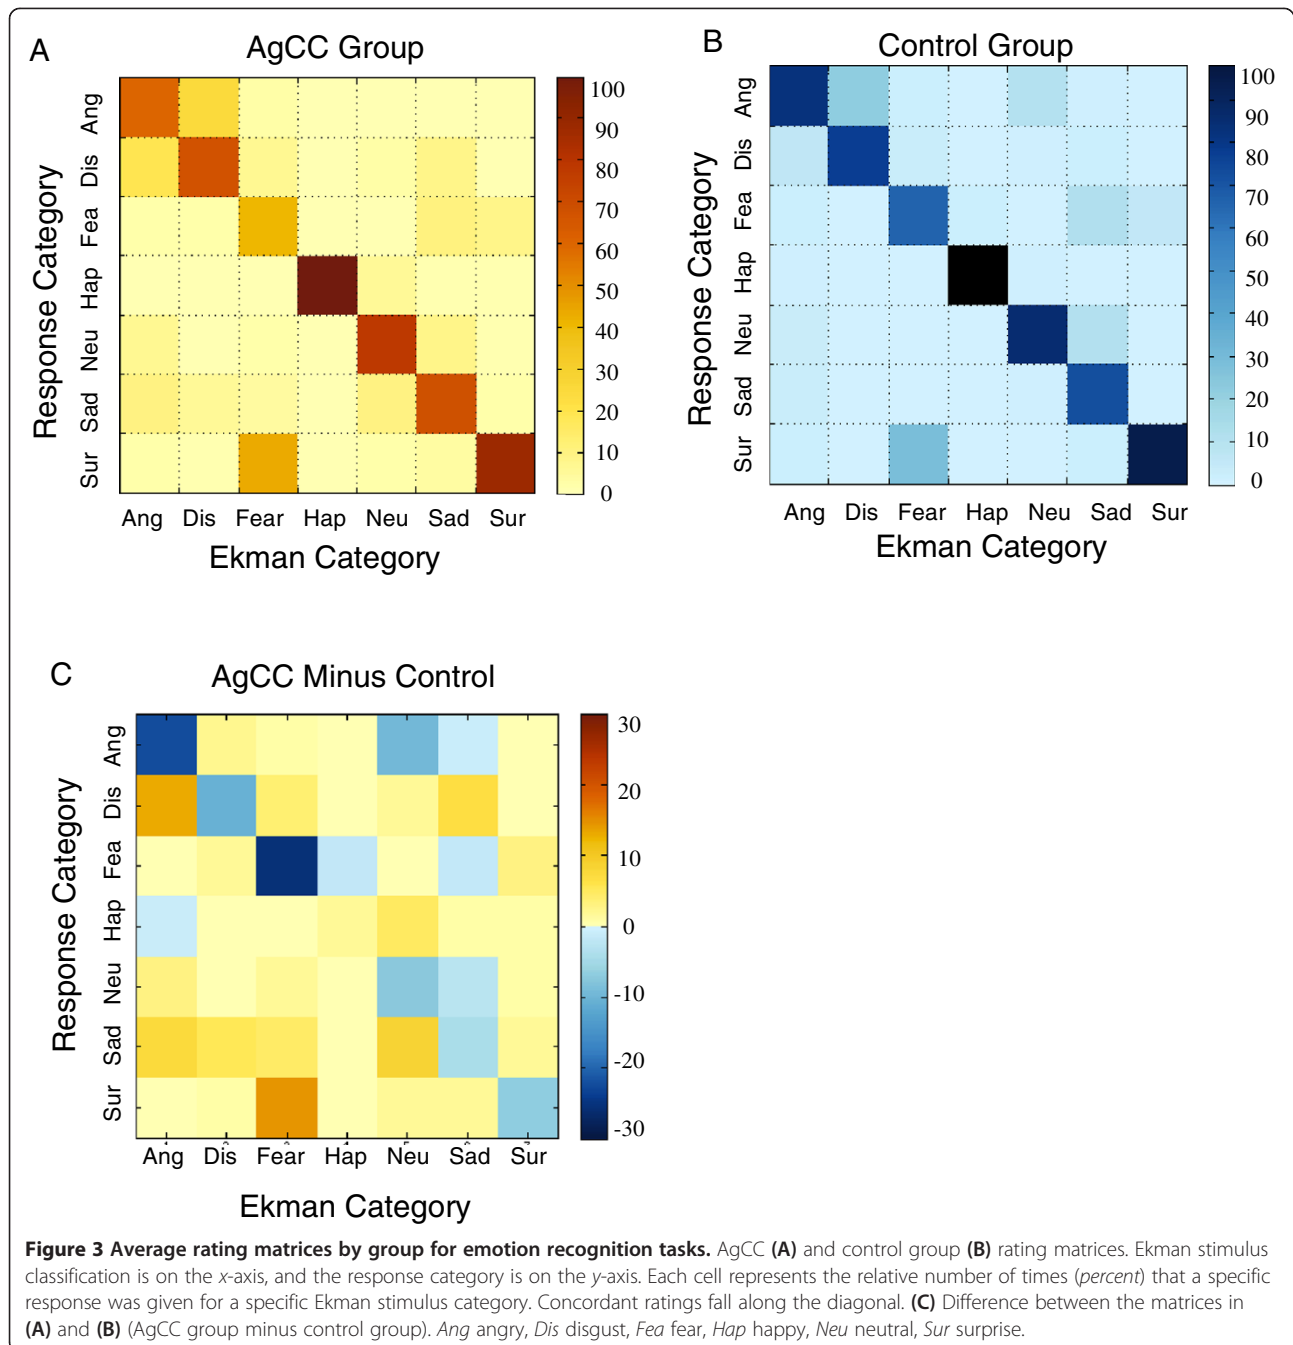 A
AgCC Group
Response Category
Ang
Dis
Fea
Hap
Neu
Sad
Sur
Ang Dis Fear Hap Neu Sad Sur
Ekman Category
100
90
80
70
60
50
40
30
20
10
0
B
Control Group
Response Category
Ang
Dis
Fea
Hap
Neu
Sad
Sur
Ang Dis Fear Hap Neu Sad Sur
Ekman Category
100
90
80
70
60
50
40
30
20
10
0
C
AgCC Minus Control
Response Category
Ang
Dis
Fea
Hap
Neu
Sad
Sur
Ang Dis Fear Hap Neu Sad Sur
Ekman Category
30
20
10
0
-10
-20
-30
Figure 3 Average rating matrices by group for emotion recognition tasks. AgCC (A) and control group (B) rating matrices. Ekman stimulus
classification is on the x-axis, and the response category is on the y-axis. Each cell represents the relative number of times (percent) that a specific
response was given for a specific Ekman stimulus category. Concordant ratings fall along the diagonal. (C) Difference between the matrices in
(A) and (B) (AgCC group minus control group). Ang angry, Dis disgust, Fea fear, Hap happy, Neu neutral, Sur surprise.